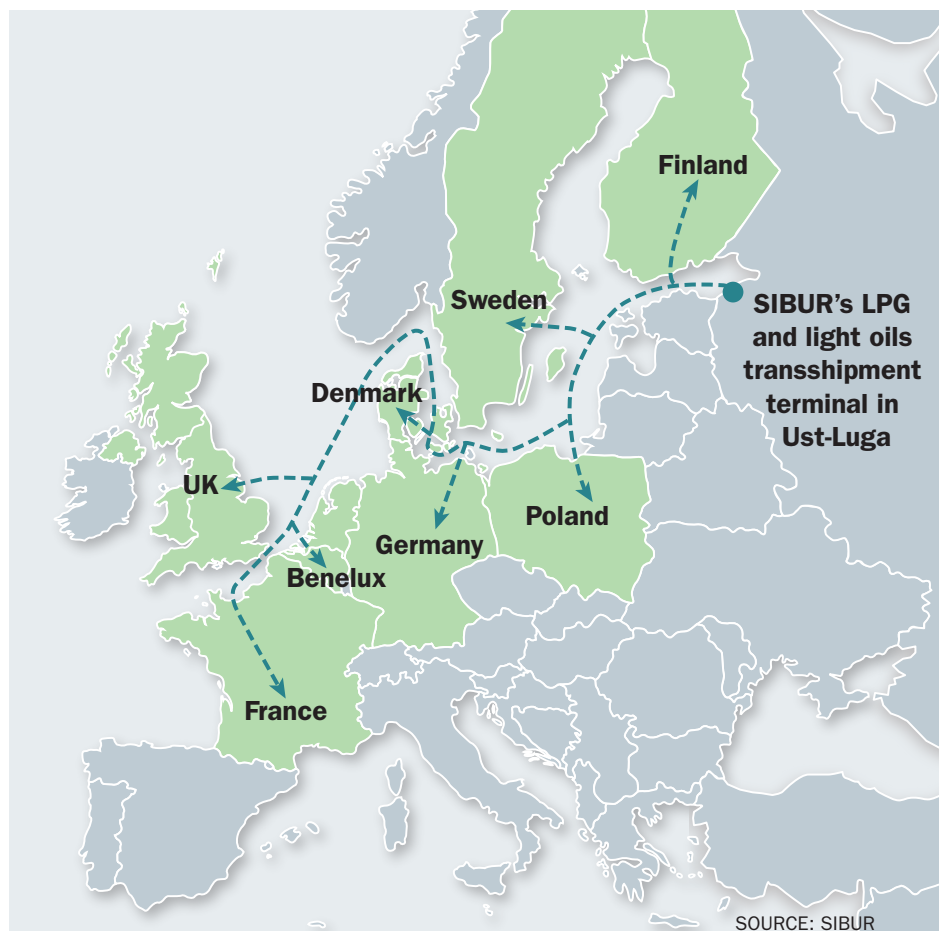 Finland
Sweden
SIBUR's LPG
and light oils
transshipment
terminal in
Ust-Luga
Denmark
UK
Poland
Germany
Benelux
France
SOURCE: SIBUR